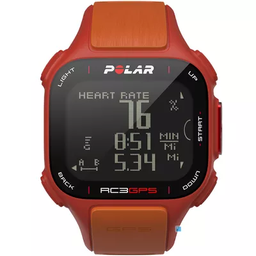 POLAR
LIGHT
UP
HEART RATE
76
8:51 MIN Mi
5.34 Mi
START
A B
BACK
DOWN
RC3GPS